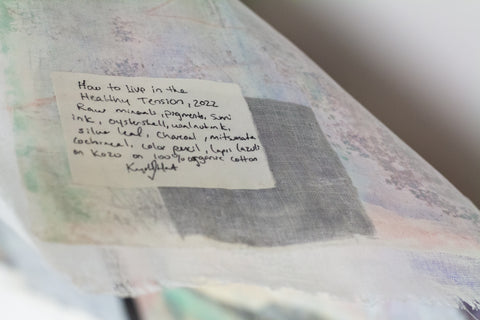 How to Live in the
Healthy Tension, 2022
Raw minerals, pigments, Sumi
ink, oystershell, walnut ink,
silver leaf, charcoal, mitsumata
cochineal, color pencil, lapis lazuli
on kozo on 100% organic cotton